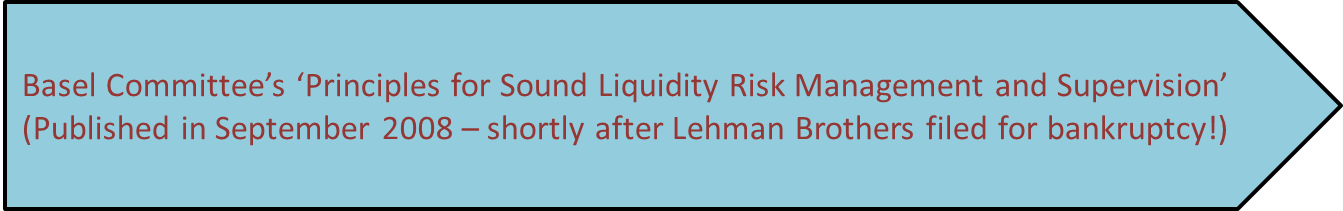 Basel Committee’s ‘Principles for Sound Liquidity Risk Management and Supervision’
(Published in September 2008 – shortly after Lehman Brothers filed for bankruptcy!)